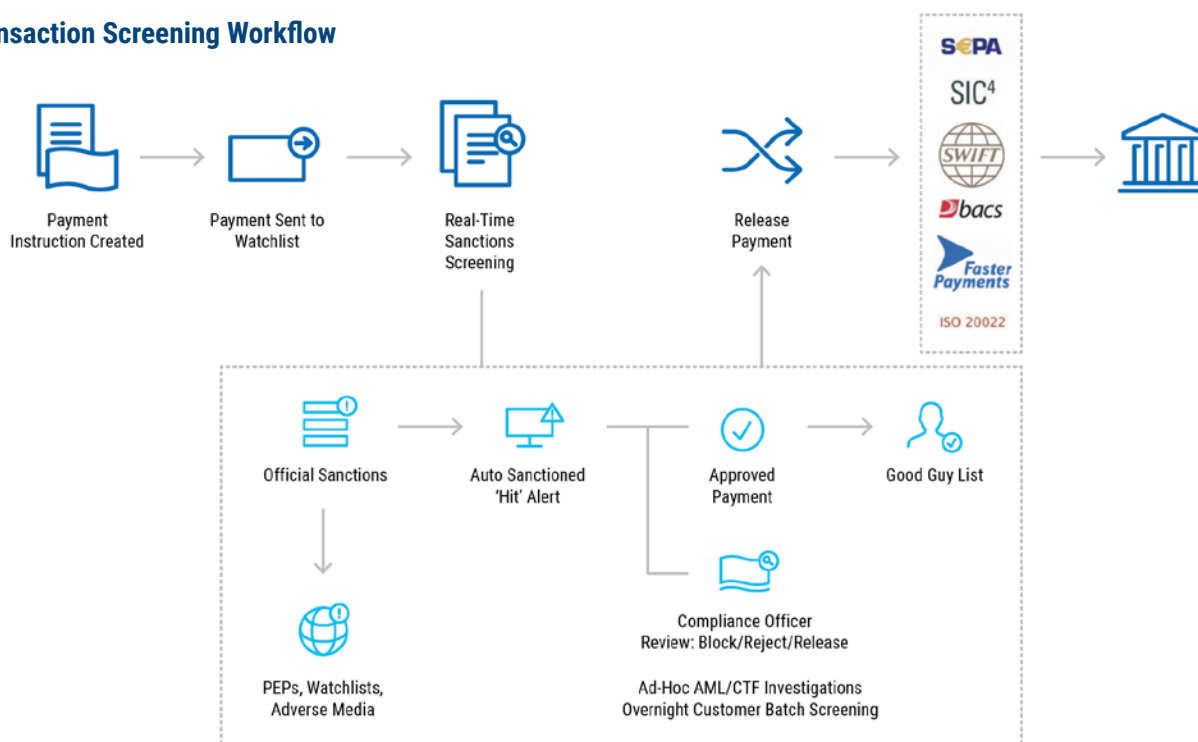 nsaction Screening Workflow
Payment
Instruction Created
Payment Sent to
Watchlist
Real-Time
Sanctions
Screening
Release
Payment
S€PA
SIC4
SWIFT
bacs
Faster
Payments
ISO 20022
Official Sanctions
Auto Sanctioned
‘Hit’ Alert
Approved
Payment
Good Guy List
PEPs, Watchlists,
Adverse Media
Compliance Officer
Review: Block/Reject/Release
Ad-Hoc AML/CTF Investigations
Overnight Customer Batch Screening